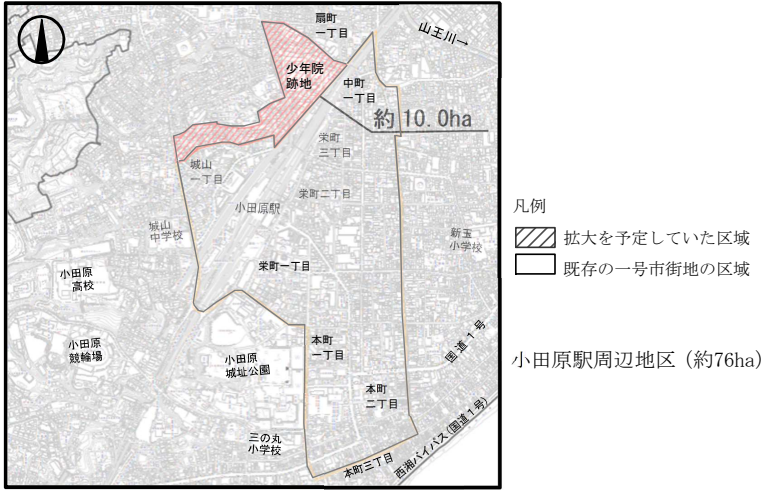 扇町
一丁目
山王川→
少年院
跡地
中町
一丁目
約10.0ha
栄町
三丁目
城山
一丁目
栄町二丁目
小田原駅
城山
中学校
新玉
小学校
栄町一丁目
小田原
高校
小田原
競輪場
本町
一丁目
小田原
城址公園
国道1号
本町
二丁目
三の丸
小学校
本町三丁目
西湘バイパス(国道1号)
凡例
拡大を予定していた区域
既存の一号市街地の区域
小田原駅周辺地区(約76ha)